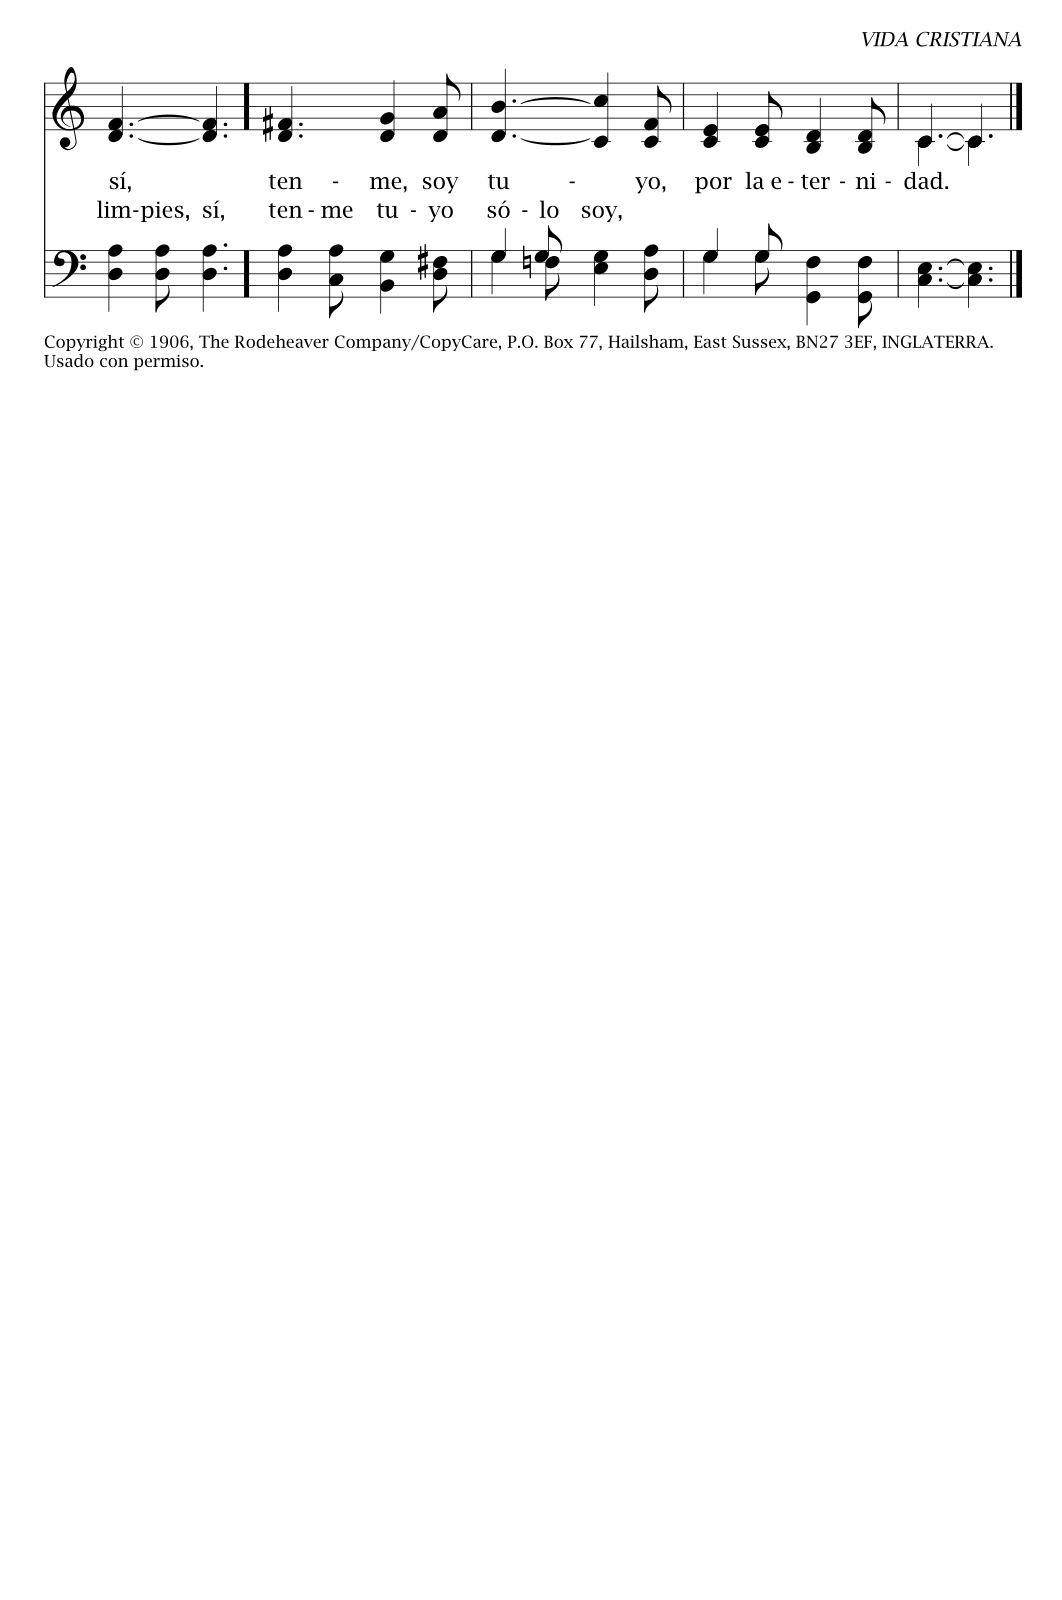 VIDA CRISTIANA
sí, ten - me, soy tu - yo, por la e - ter - ni - dad.
lim-pies, sí, ten - me tu - yo só - lo soy,
Copyright © 1906, The Rodeheaver Company/CopyCare, P.O. Box 77, Hailsham, East Sussex, BN27 3EF, INGLATERRA.
Usado con permiso.